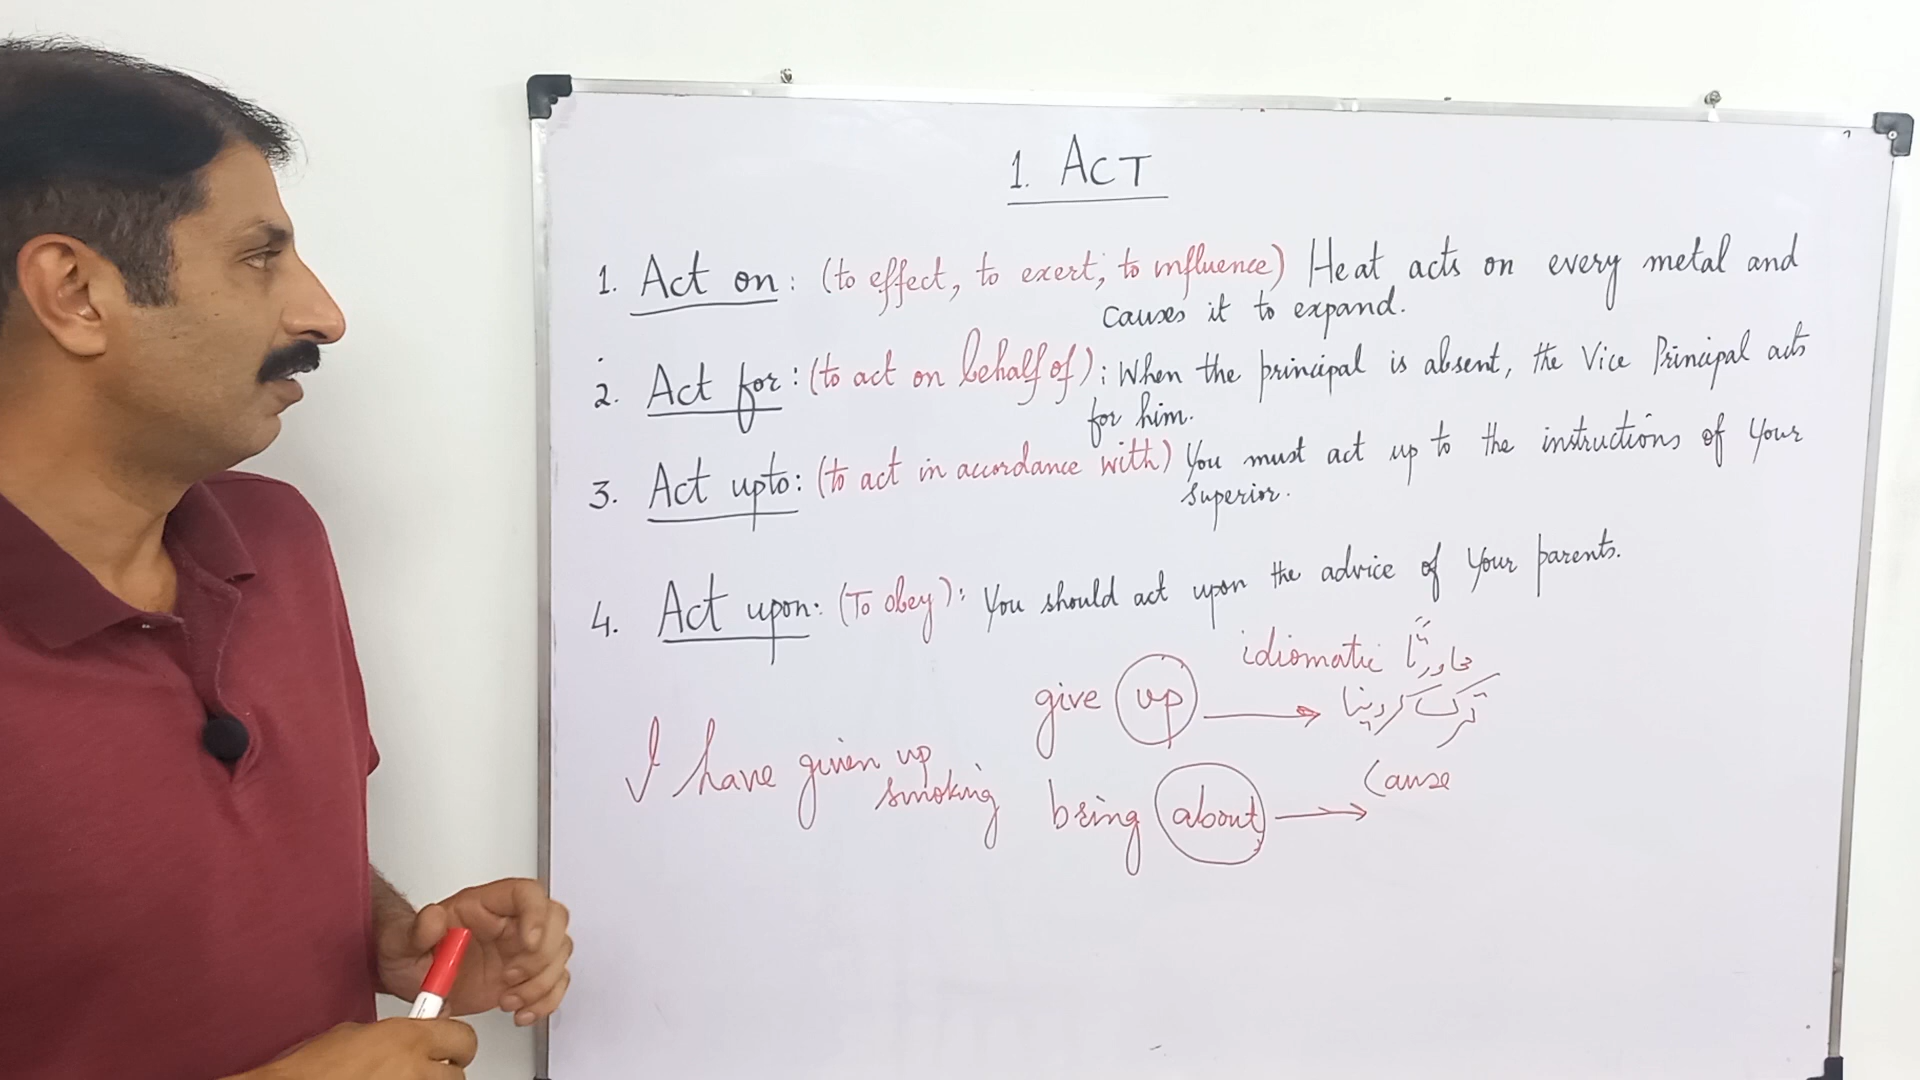 1. ACT
1. Act on: (to effect, to exert, to influence) Heat acts on every metal and
causes it to expand.
2. Act for: (to act on behalf of): When the principal is absent, the Vice Principal acts
for him.
3. Act upto: (to act in accordance with) You must act up to the instructions of your
superior.
4. Act upon: (To obey): You should act upon the advice of your parents.
idiomatic محاورتاً
give up → ترک کر دینا
I have given up
smoking
bring about → Cause